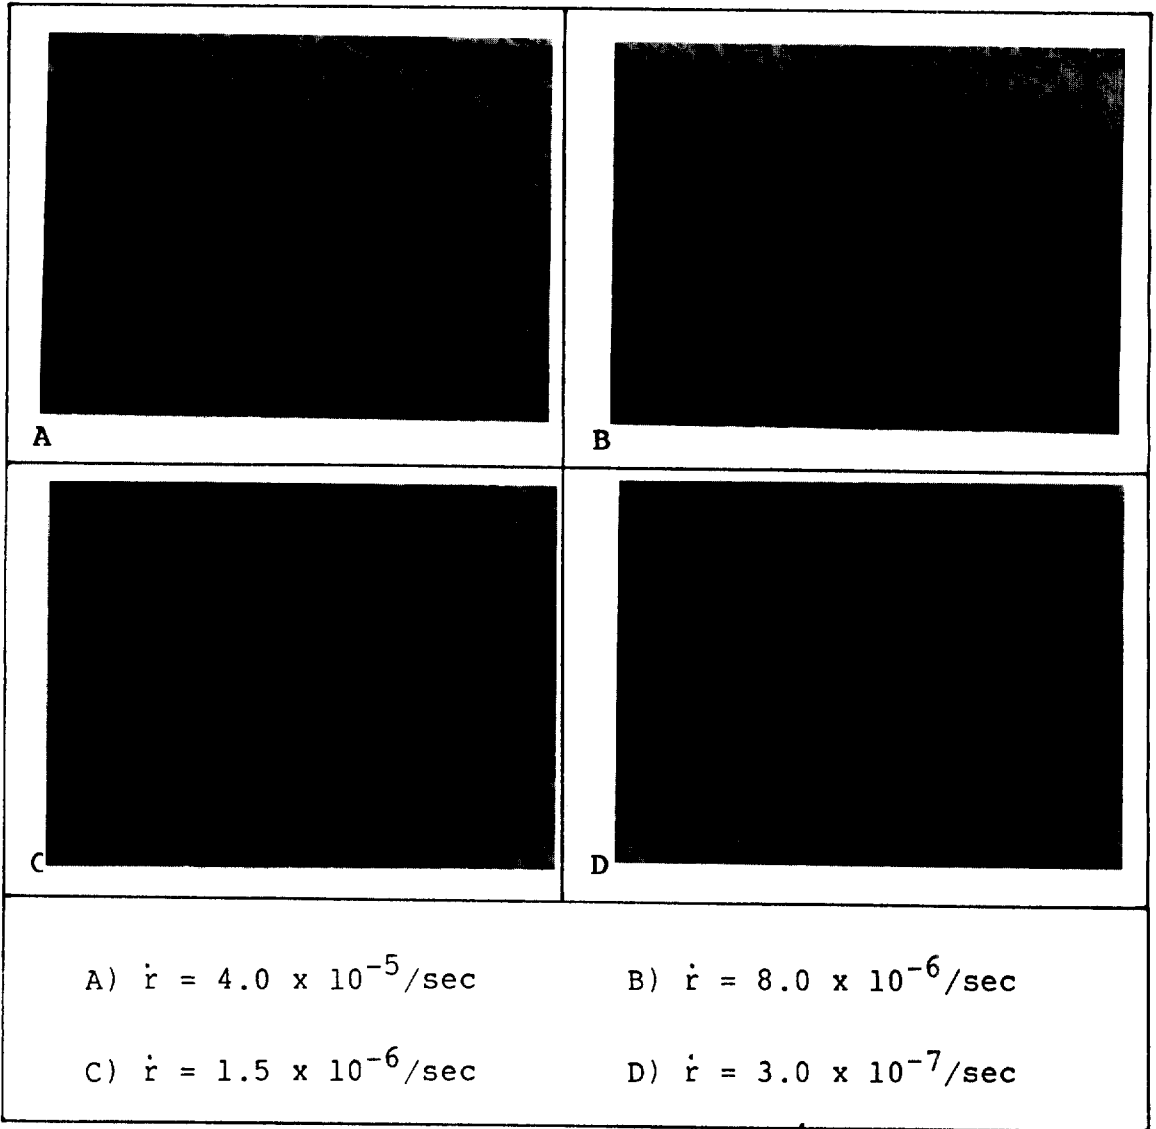 A
B
C
D
A) ṙ = 4.0 x 10⁻⁵/sec
B) ṙ = 8.0 x 10⁻⁶/sec
C) ṙ = 1.5 x 10⁻⁶/sec
D) ṙ = 3.0 x 10⁻⁷/sec